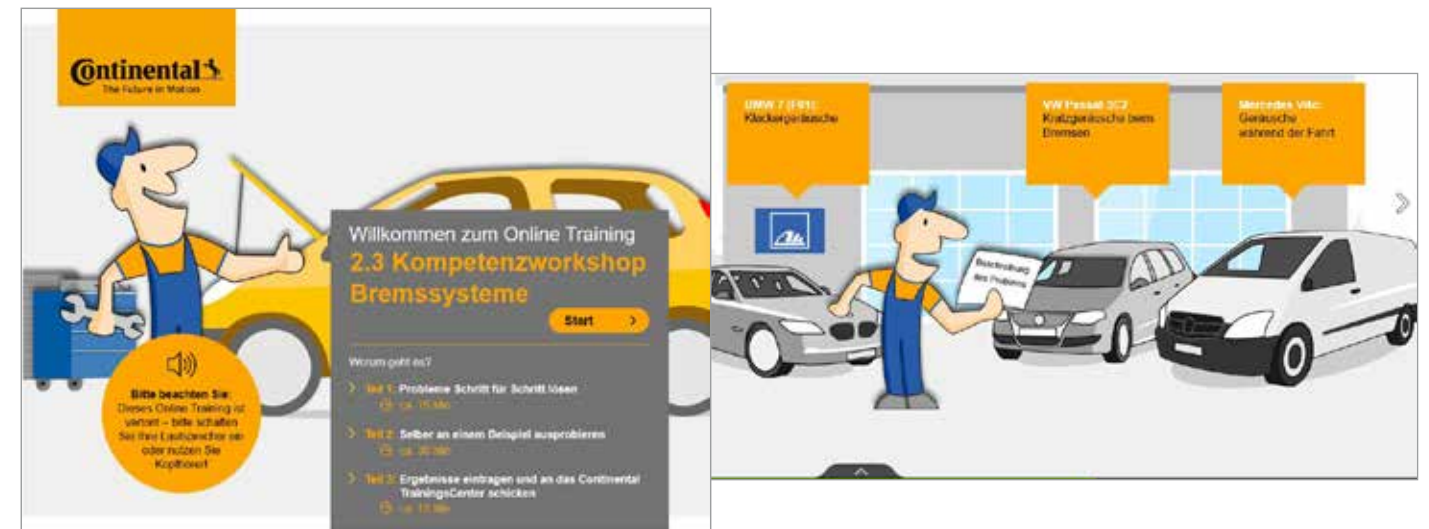 Continental
The Future in Motion
Willkommen zum Online Training
2.3 Kompetenzworkshop
Bremssysteme
Start
Worum geht es?
Teil 1: Probleme Schritt für Schritt lösen
ca. 15 Min
Teil 2: Selber an einem Beispiel ausprobieren
ca. 30 Min
Teil 3: Ergebnisse eintragen und an das Continental
TrainingsCenter schicken
ca. 15 Min
Bitte beachten Sie:
Dieses Online Training ist
vertont – bitte schalten
Sie Ihre Lautsprecher ein
oder nutzen Sie
Kopfhörer!
BMW 7 (F01):
Klackergeräusche
VW Passat 3C2
Kratzgeräusche beim
Bremsen
Mercedes Vito:
Geräusche
während der Fahrt
Ate
Beschreibung
des Problems